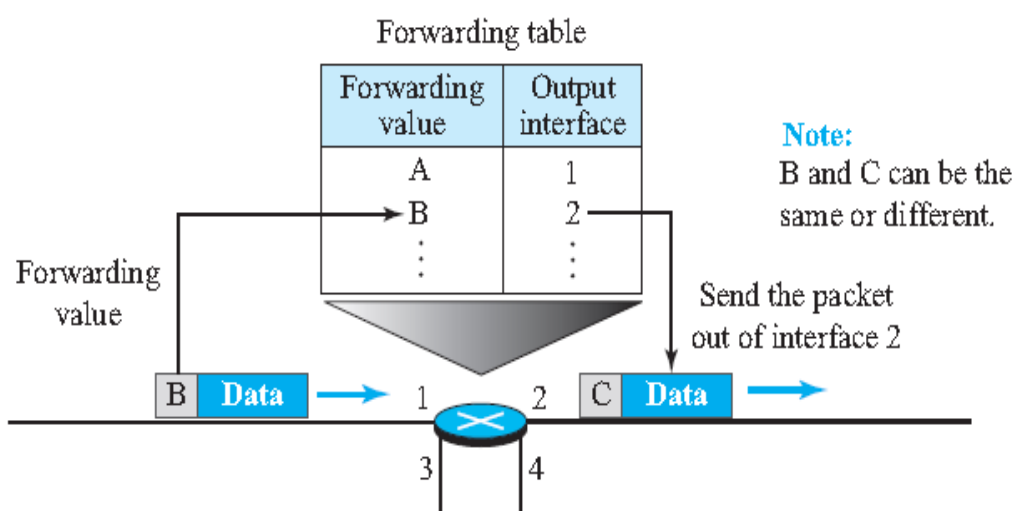 Forwarding table
Forwarding value
Output interface
A 1
B 2
Note:
B and C can be the
same or different.
Forwarding
value
Send the packet
out of interface 2
B Data
1
2
C Data
3
4